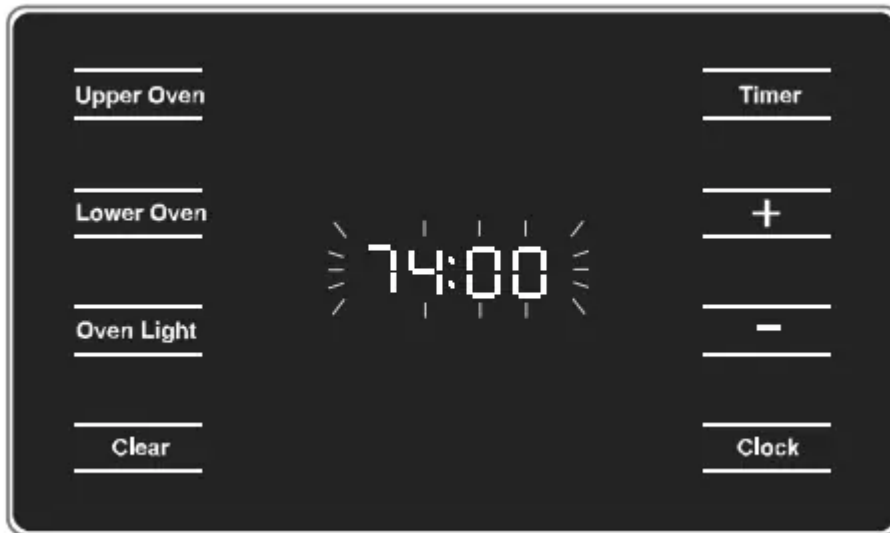 Upper Oven
Lower Oven
Oven Light
Clear
74:00
Timer
+
-
Clock